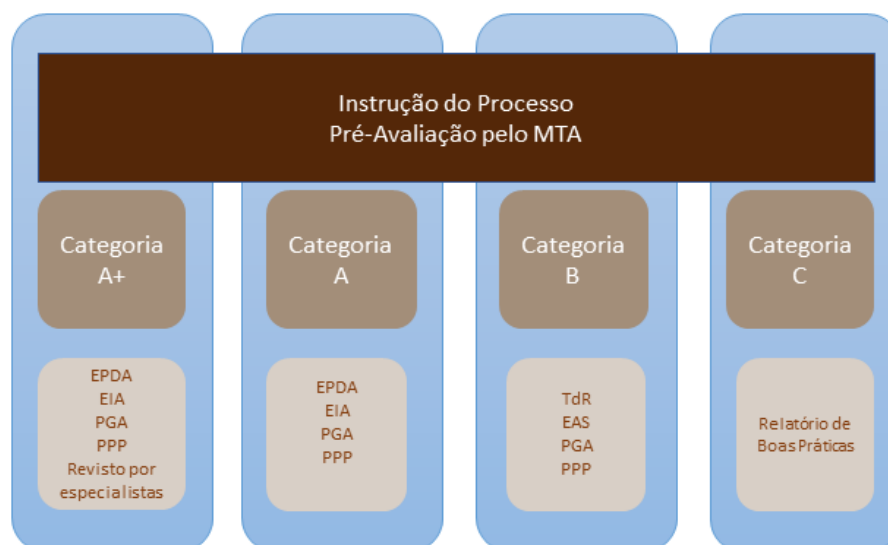 Instrução do Processo
Pré-Avaliação pelo MTA
Categoria
A+
Categoria
A
Categoria
B
Categoria
C
EPDA
EIA
PGA
PPP
Revisto por
especialistas
EPDA
EIA
PGA
PPP
TdR
EAS
PGA
PPP
Relatório de
Boas Práticas